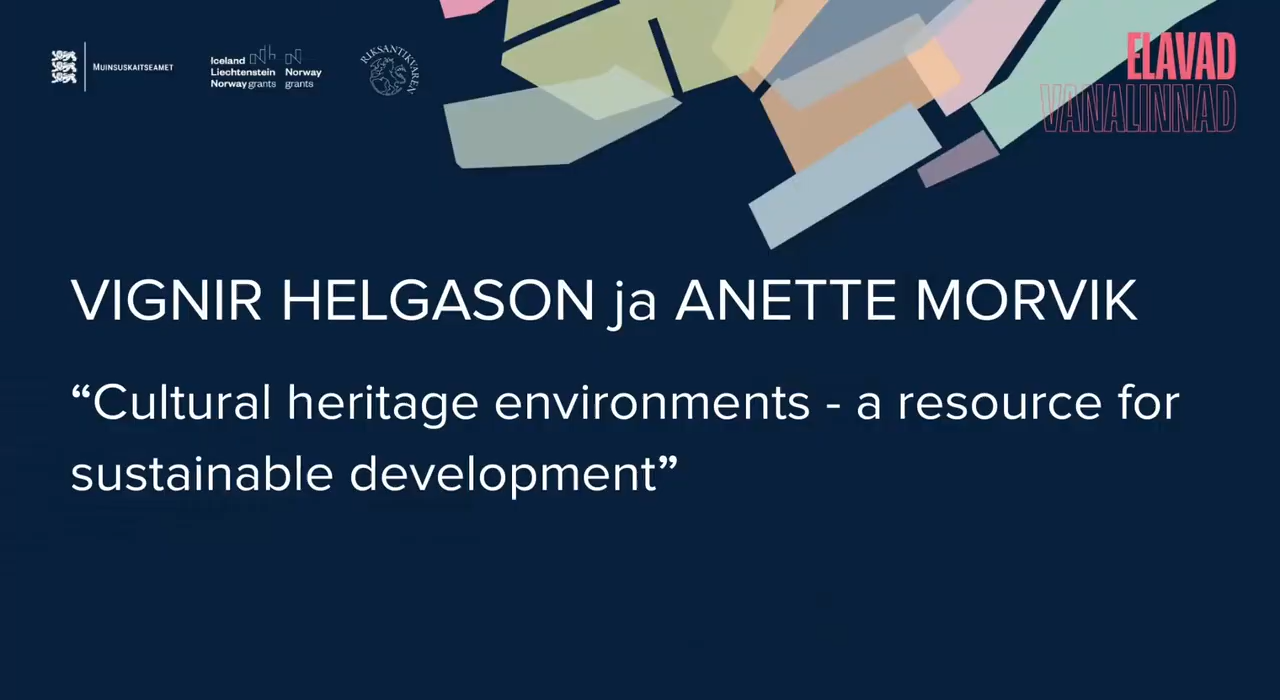 MUINSUSKAITSEAMET
Iceland
Liechtenstein
Norway grants
Norway
grants
RIKSANTIKVAREN
ELAVAD
VANALINNAD
VIGNIR HELGASON ja ANETTE MORVIK
“Cultural heritage environments - a resource for
sustainable development”